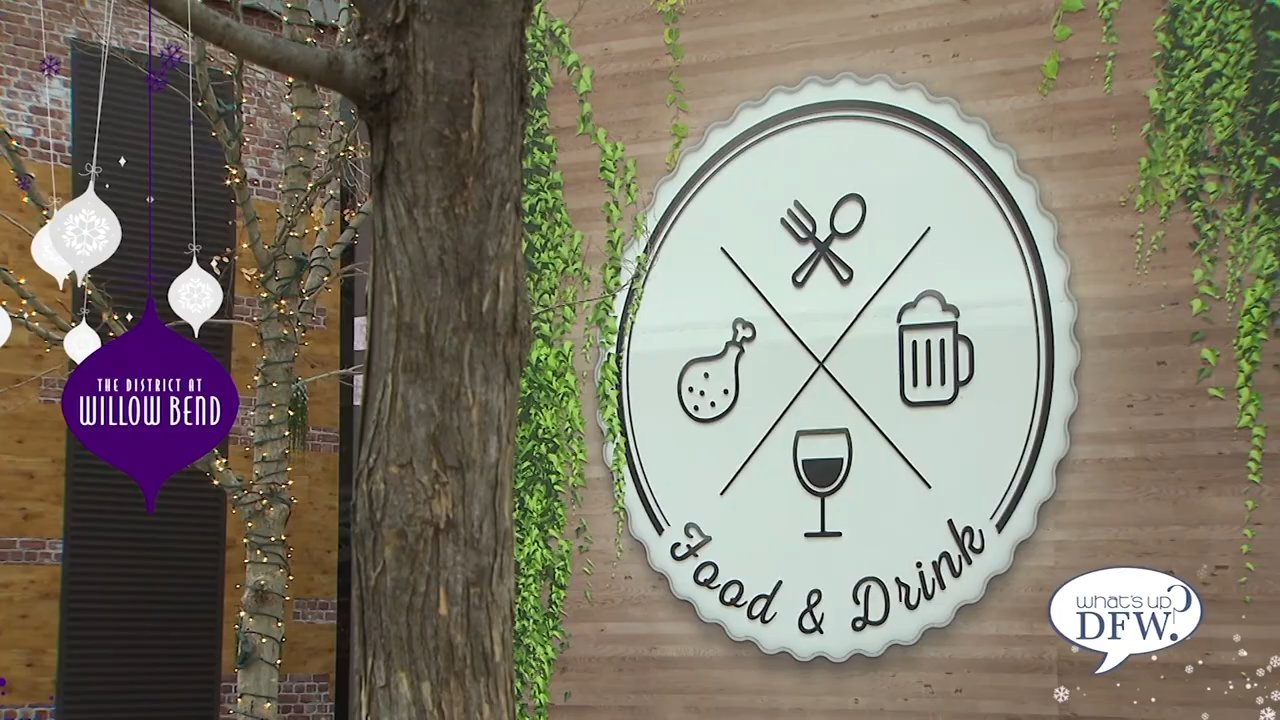 THE DISTRICT AT
WILLOW BEND
Food & Drink
what's up?
DFW.